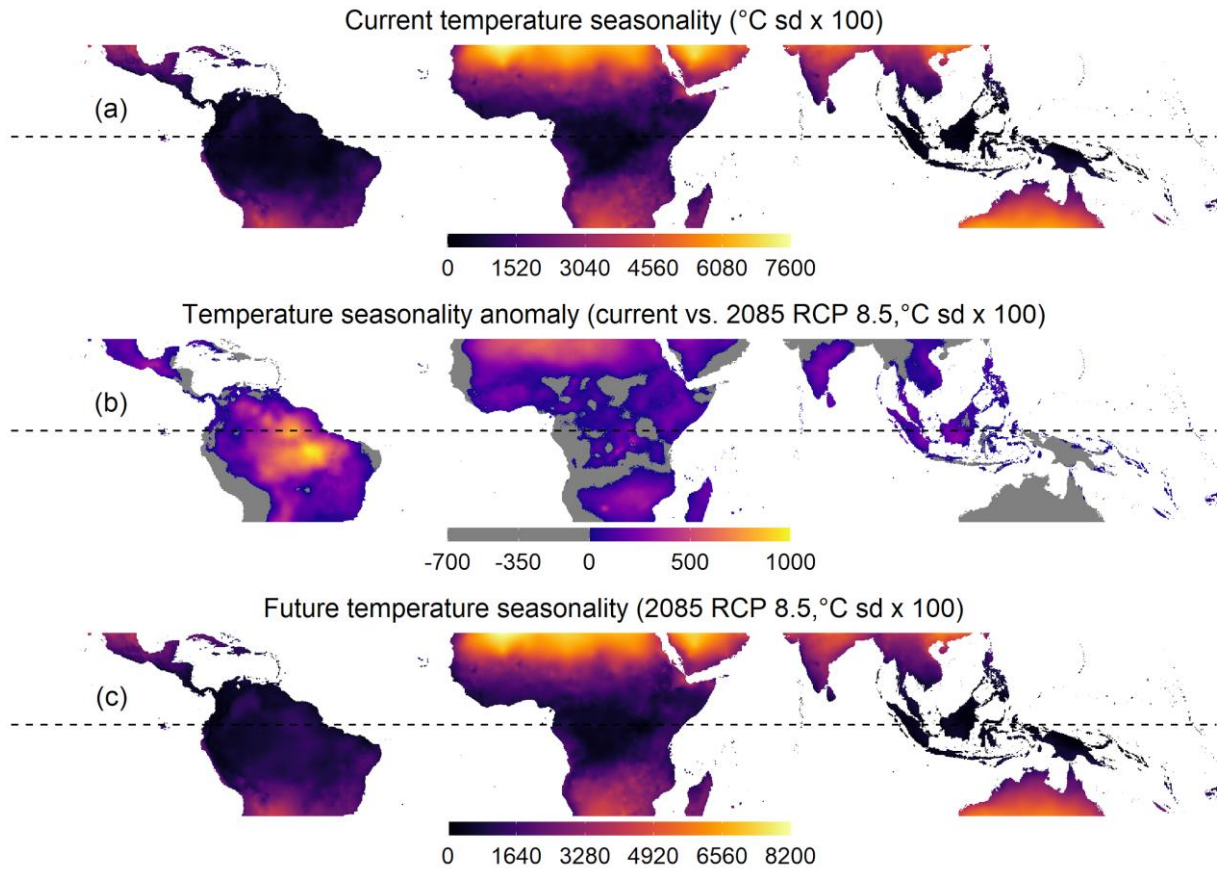 Current temperature seasonality (°C sd x 100)
(a)
0 1520 3040 4560 6080 7600
Temperature seasonality anomaly (current vs. 2085 RCP 8.5,°C sd x 100)
(b)
-700 -350 0 500 1000
Future temperature seasonality (2085 RCP 8.5,°C sd x 100)
(c)
0 1640 3280 4920 6560 8200